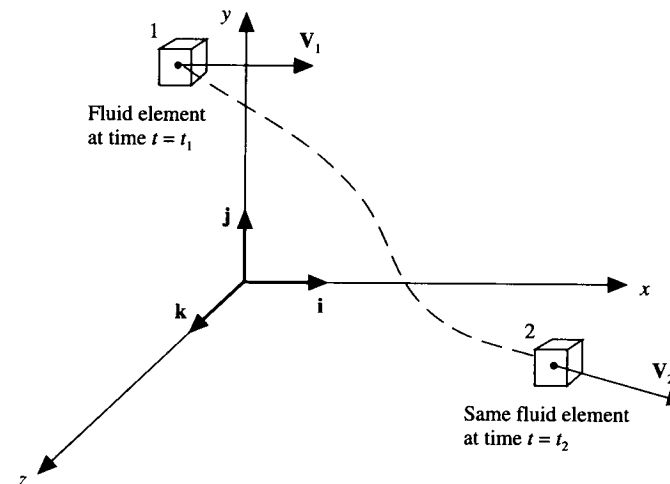 y
1
V₁
Fluid element
at time t = t₁
j
k
i
x
2
V₂
Same fluid element
at time t = t₂
z